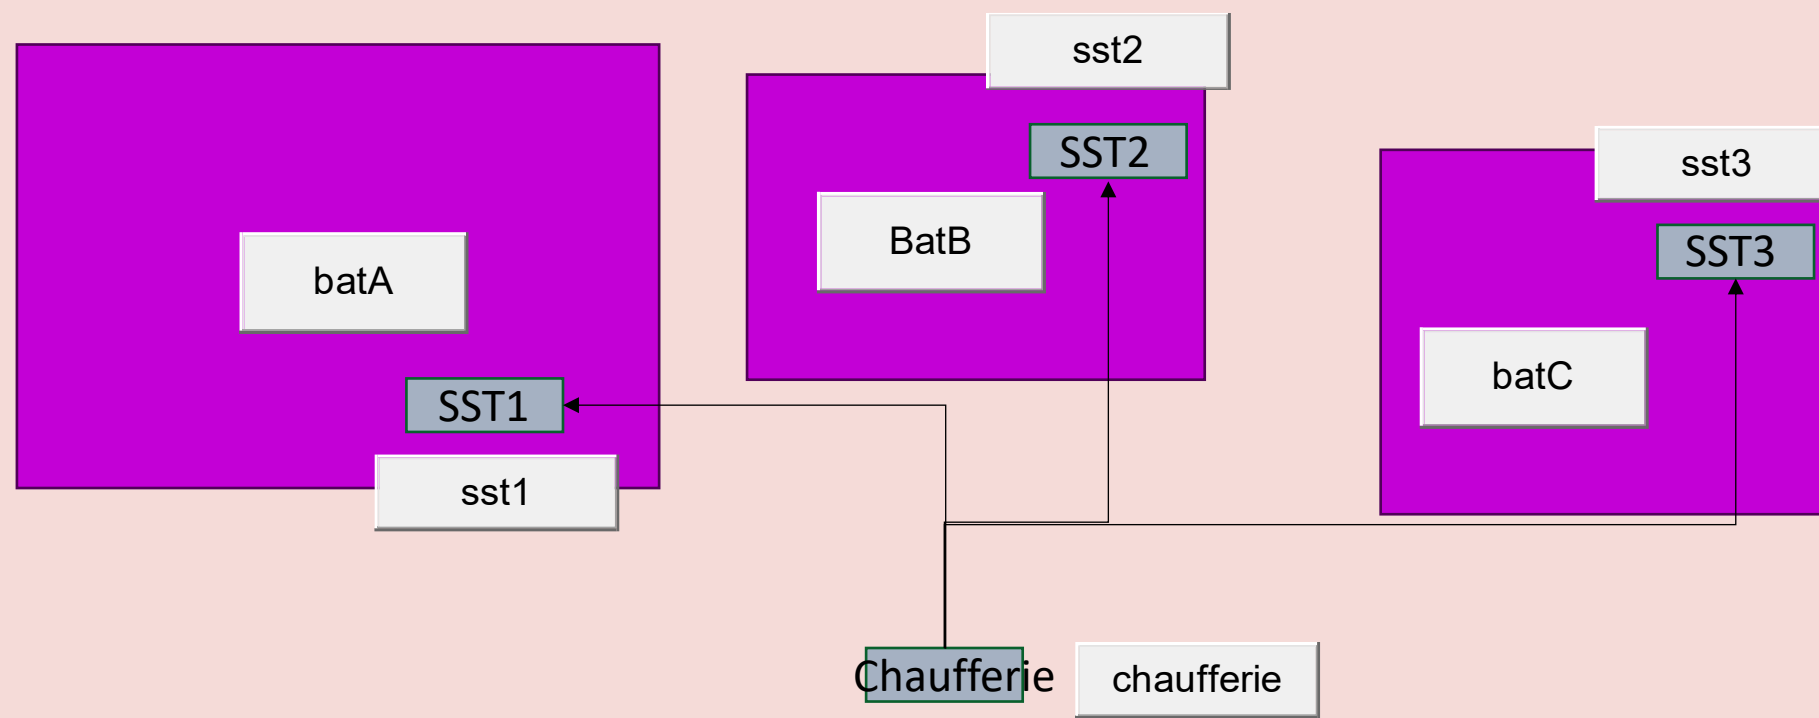 sst2
SST2
sst3
BatB
SST3
batA
batC
SST1
sst1
Chaufferie
chaufferie